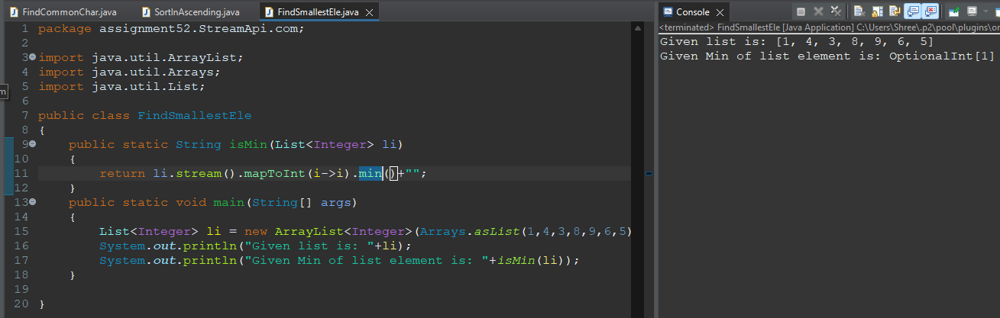 FindCommonChar.java SortInAscending.java FindSmallestEle.java
1 package assignment52.StreamApi.com;
2
3 import java.util.ArrayList;
4 import java.util.Arrays;
5 import java.util.List;
6
7 public class FindSmallestEle
8 {
9 public static String isMin(List<Integer> li)
10 {
11 return li.stream().mapToInt(i->i).min()+"";
12 }
13 public static void main(String[] args)
14 {
15 List<Integer> li = new ArrayList<Integer>(Arrays.asList(1,4,3,8,9,6,5)
16 System.out.println("Given list is: "+li);
17 System.out.println("Given Min of list element is: "+isMin(li));
18 }
19
20 }
m
Console
<terminated> FindSmallestEle [Java Application] C:\Users\Shree\.p2\pool\plugins\or
Given list is: [1, 4, 3, 8, 9, 6, 5]
Given Min of list element is: OptionalInt[1]